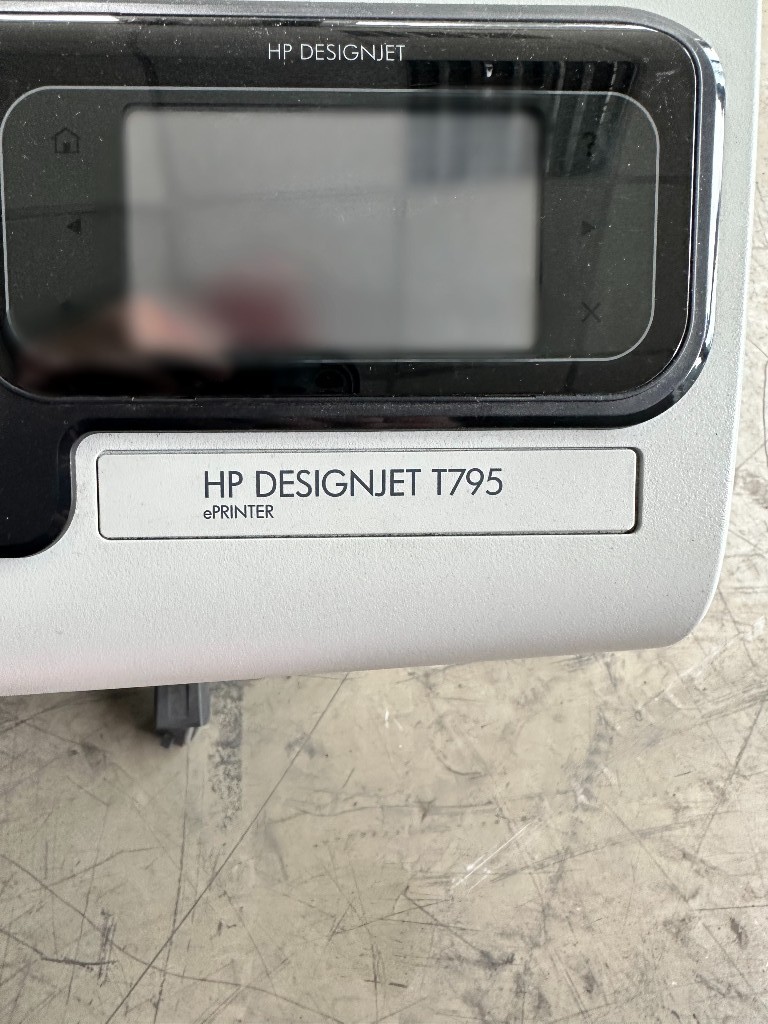 HP DESIGNJET
?
HP DESIGNJET T795
ePRINTER